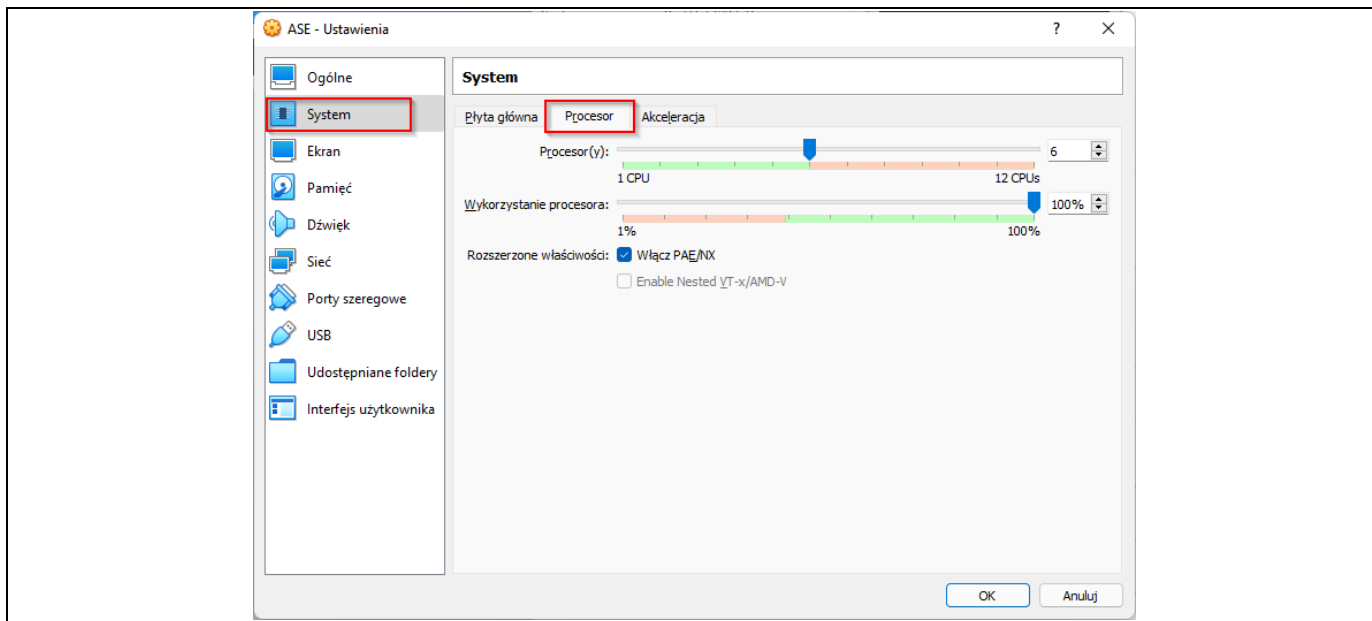 ASE - Ustawienia ?
Ogólne
System
Ekran
Pamięć
Dźwięk
Sieć
Porty szeregowe
USB
Udostępniane foldery
Interfejs użytkownika
System
Płyta główna Procesor Akceleracja
Procesor(y): 6
1 CPU 12 CPUs
Wykorzystanie procesora: 100%
1% 100%
Rozszerzone właściwości: Włącz PAE/NX
Enable Nested VT-x/AMD-V
OK Anuluj